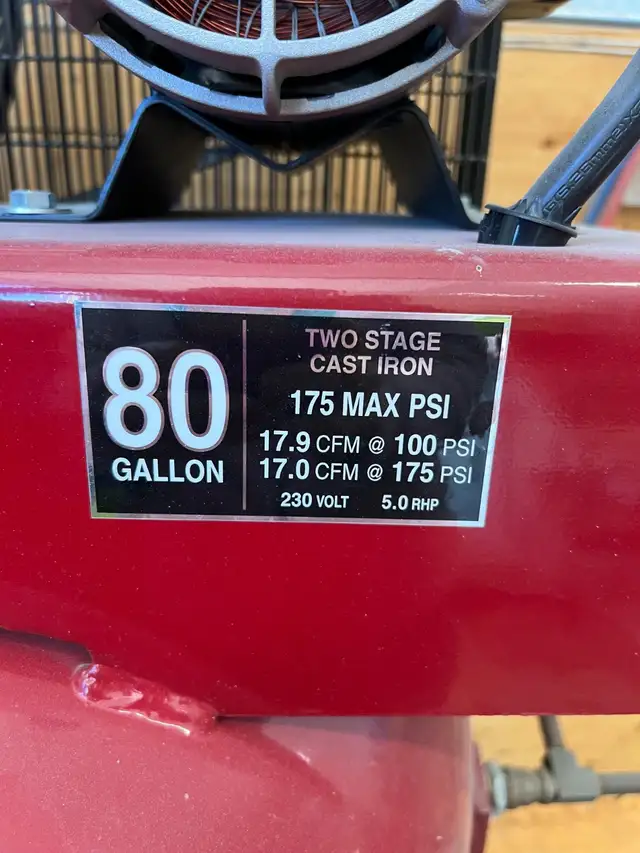 80
GALLON
TWO STAGE
CAST IRON
175 MAX PSI
17.9 CFM @ 100 PSI
17.0 CFM @ 175 PSI
230 VOLT 5.0 RHP